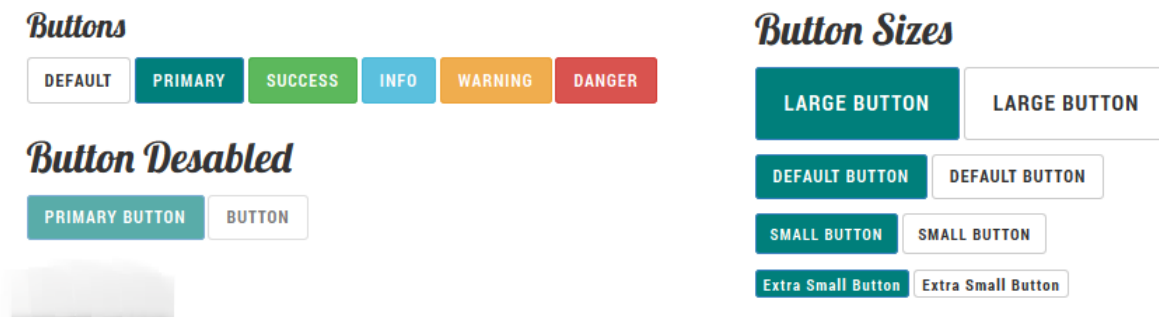 Buttons
DEFAULT PRIMARY SUCCESS INFO WARNING DANGER
Button Desabled
PRIMARY BUTTON BUTTON
Button Sizes
LARGE BUTTON LARGE BUTTON
DEFAULT BUTTON DEFAULT BUTTON
SMALL BUTTON SMALL BUTTON
Extra Small Button Extra Small Button